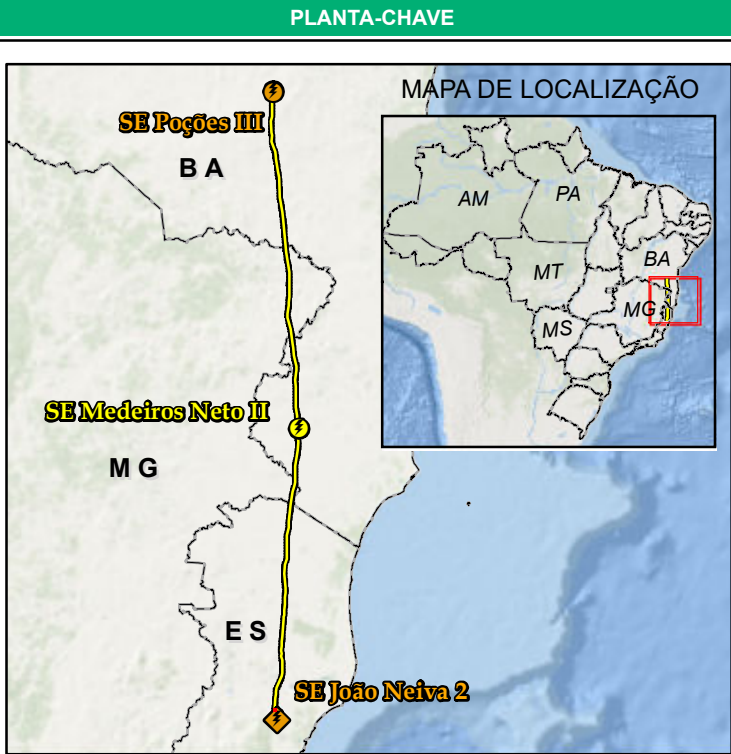 PLANTA-CHAVE
MAPA DE LOCALIZAÇÃO
SE Poções III
B A
AM
PA
BA
MT
MG
MS
SE Medeiros Neto II
M G
E S
SE João Neiva 2